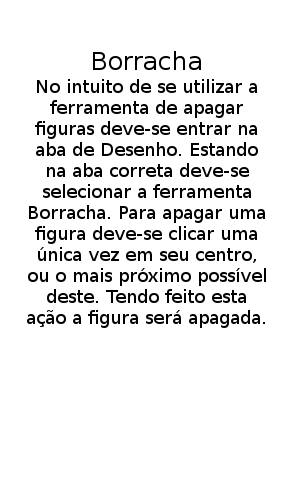 Borracha
No intuito de se utilizar a
ferramenta de apagar
figuras deve-se entrar na
aba de Desenho. Estando
na aba correta deve-se
selecionar a ferramenta
Borracha. Para apagar uma
figura deve-se clicar uma
única vez em seu centro,
ou o mais próximo possível
deste. Tendo feito esta
ação a figura será apagada.